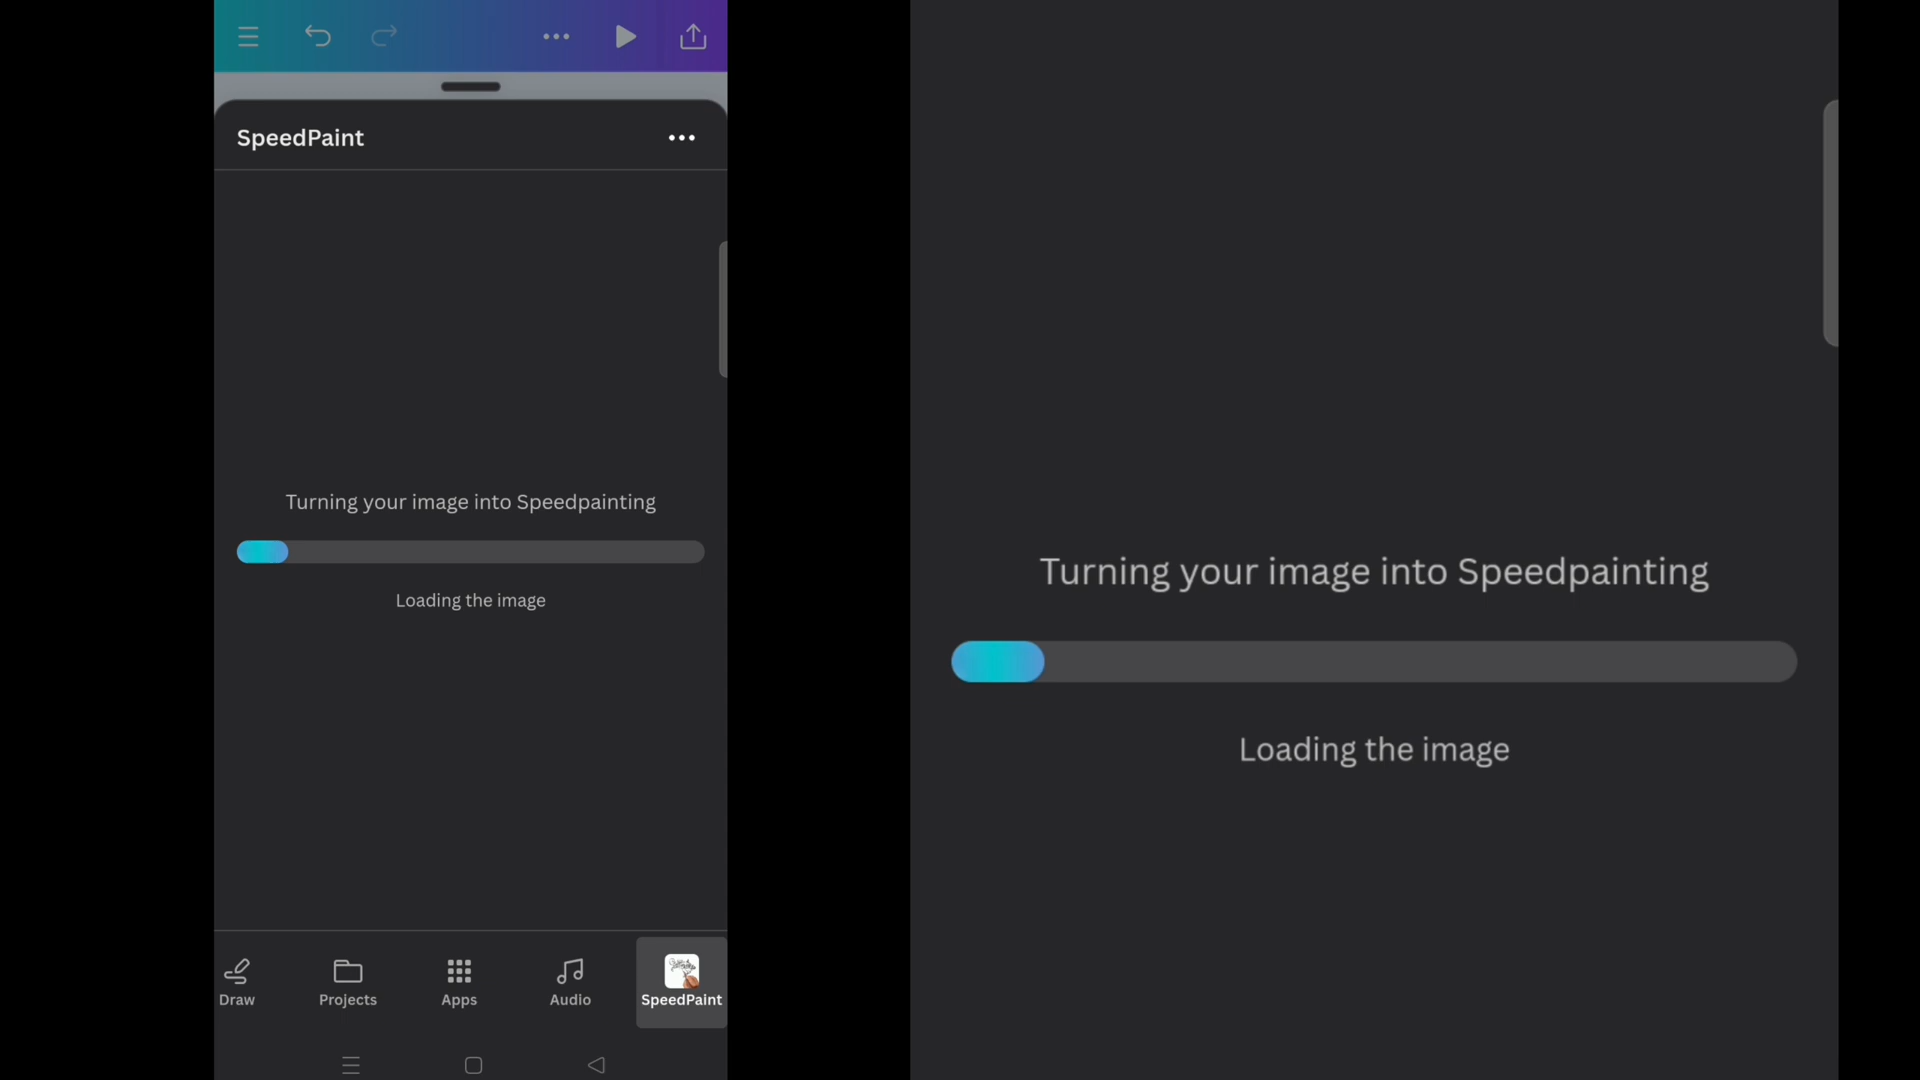 SpeedPaint
Turning your image into Speedpainting
Loading the image
Draw
Projects
Apps
Audio
SpeedPaint
Turning your image into Speedpainting
Loading the image